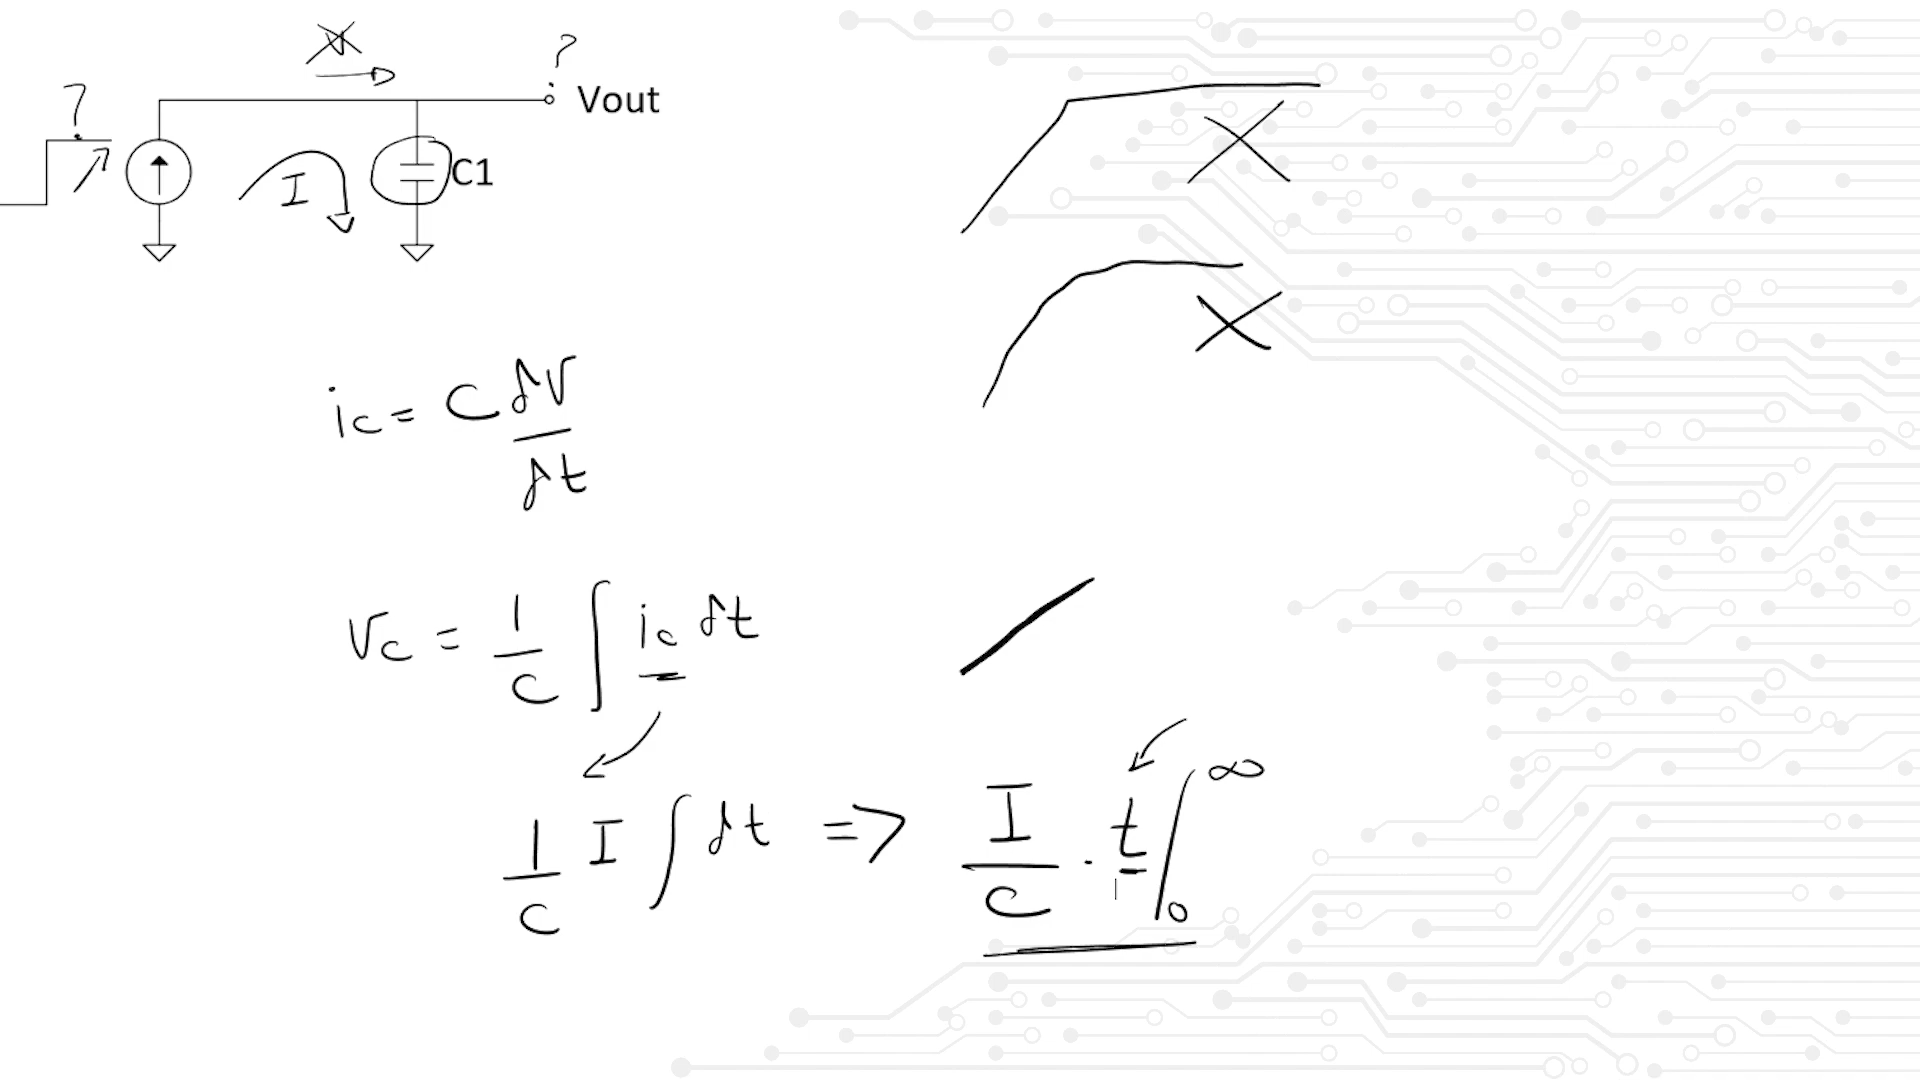 ?
V
?
Vout
I
C1
ic = C dV/dt
Vc = 1/C ∫ ic dt
1/C I ∫ dt => I/C · t |₀^∞